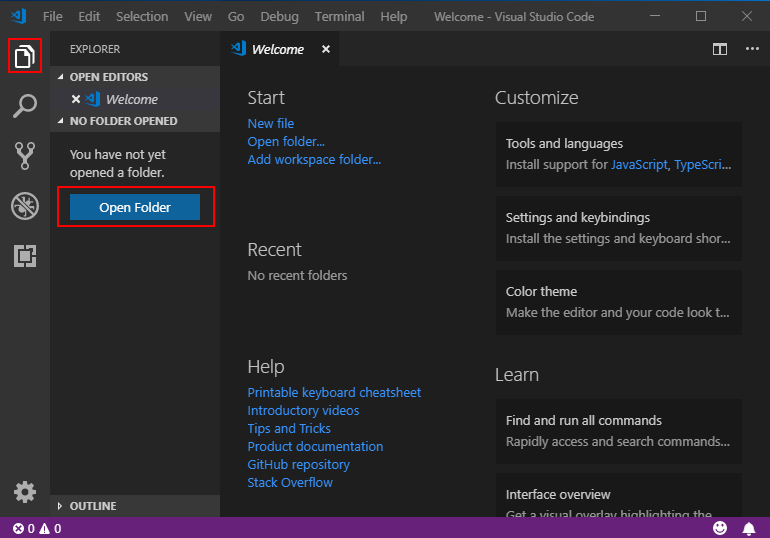 File Edit Selection View Go Debug Terminal Help Welcome - Visual Studio Code
EXPLORER
OPEN EDITORS
Welcome
NO FOLDER OPENED
You have not yet
opened a folder.
Open Folder
OUTLINE
Welcome
Start
New file
Open folder...
Add workspace folder...
Recent
No recent folders
Help
Printable keyboard cheatsheet
Introductory videos
Tips and Tricks
Product documentation
GitHub repository
Stack Overflow
Customize
Tools and languages
Install support for JavaScript, TypeScri...
Settings and keybindings
Install the settings and keyboard shor...
Color theme
Make the editor and your code look t...
Learn
Find and run all commands
Rapidly access and search commands...
Interface overview
Get a visual overlay highlighting the
0 0